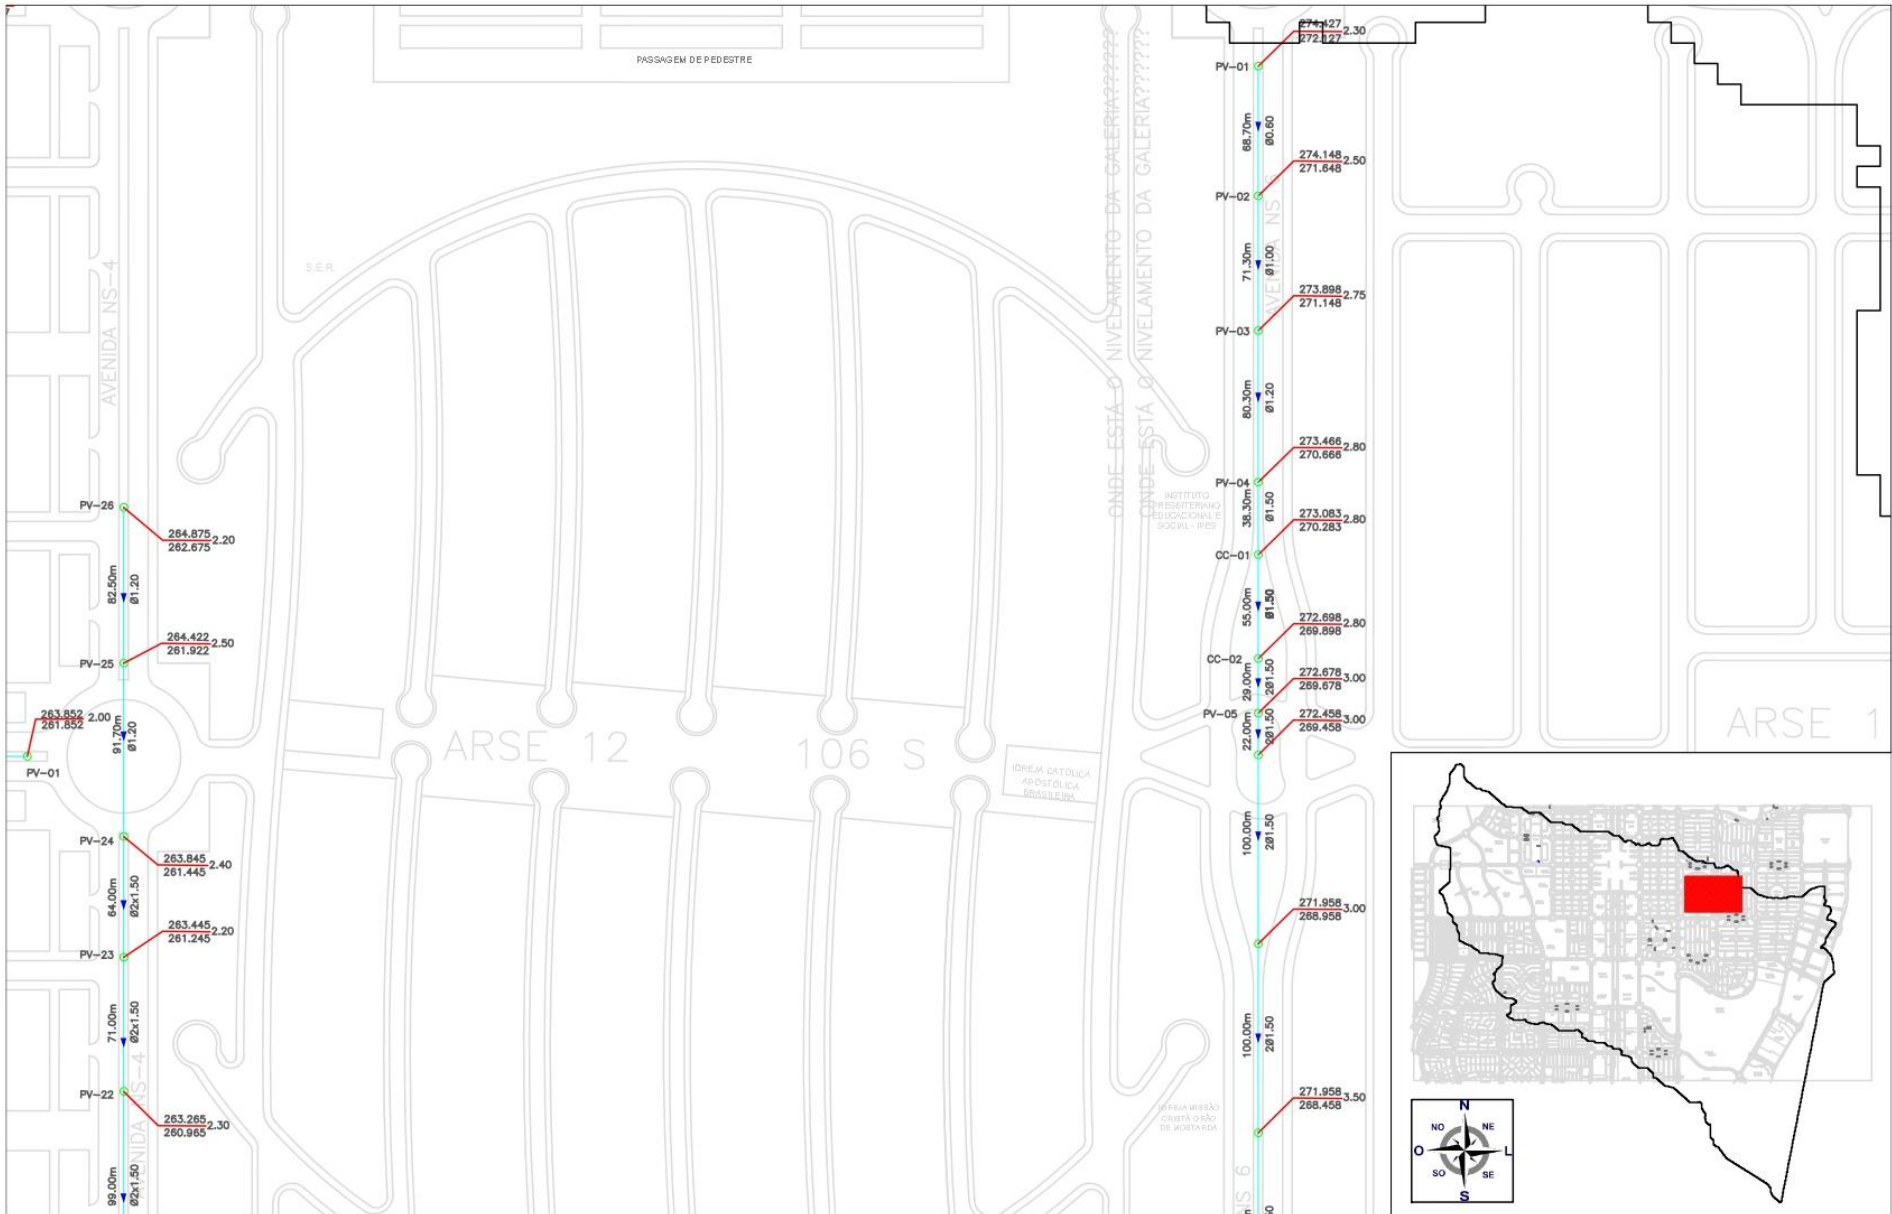 PASSAGEM DE PEDESTRE
S.E.R.
AVENIDA NS-4
PV-26
264.875
262.675
2.20
82.50m
Ø1.20
PV-25
264.422
261.922
2.50
263.852
261.852
2.00
PV-01
91.70m
Ø1.20
PV-24
263.845
261.445
2.40
64.00m
Ø2x1.50
PV-23
263.445
261.245
2.20
71.00m
Ø2x1.50
PV-22
263.265
260.965
2.30
AVENIDA NS-4
99.00m
Ø2x1.50
ARSE 12
106 S
IGREJA CATÓLICA
APOSTÓLICA
BRASILEIRA
ONDE ESTÁ O NIVELAMENTO DA GALERIA??????
ONDE ESTÁ O NIVELAMENTO DA GALERIA??????
INSTITUTO
PRESBITERIANO
EDUCACIONAL E
SOCIAL - IPES
274.427
272.127
2.30
PV-01
68.70m
Ø0.60
274.148
271.648
2.50
PV-02
AVENIDA NS 6
71.30m
Ø1.00
273.898
271.148
2.75
PV-03
80.30m
Ø1.20
273.466
270.666
2.80
PV-04
38.30m
Ø1.50
273.083
270.283
2.80
CC-01
55.00m
Ø1.50
272.698
269.898
2.80
CC-02
29.00m
2Ø1.50
272.678
269.678
3.00
PV-05
22.00m
2Ø1.50
272.458
269.458
3.00
100.00m
2Ø1.50
271.958
268.958
3.00
100.00m
2Ø1.50
271.958
268.458
3.50
NS 6
ARSE 1
N
NO
NE
O
L
SO
SE
S